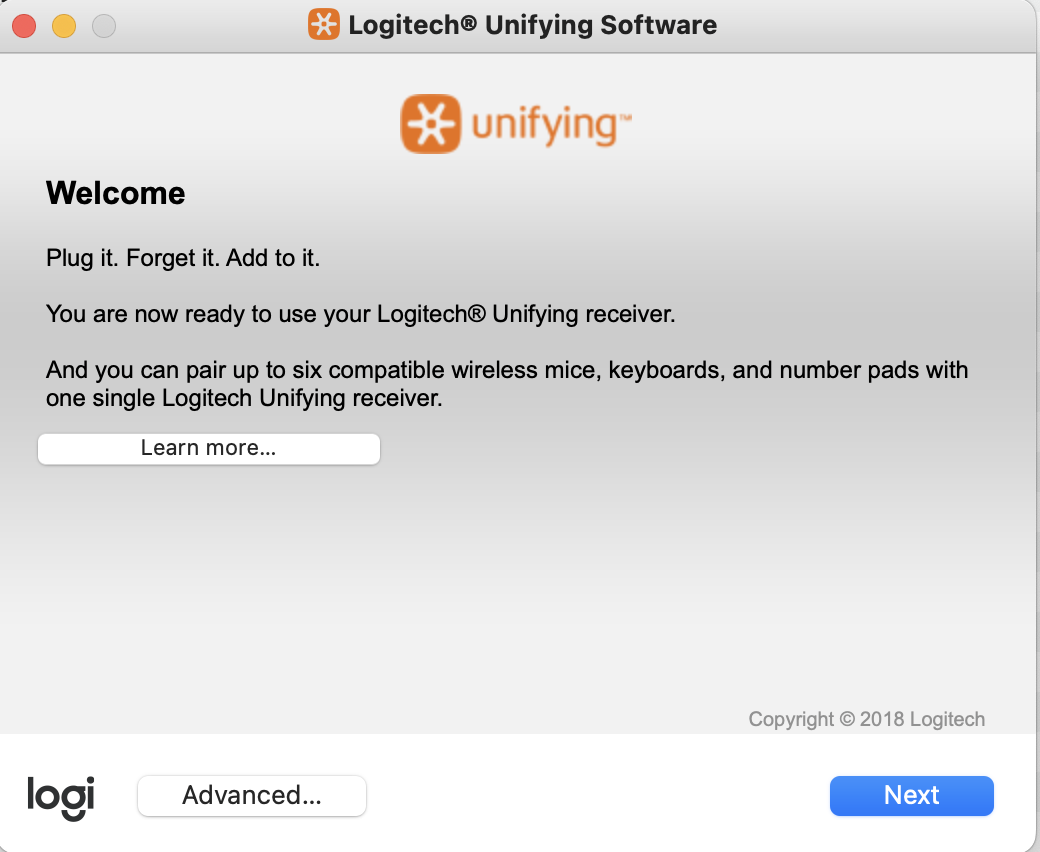 Logitech® Unifying Software
unifying™
Welcome
Plug it. Forget it. Add to it.
You are now ready to use your Logitech® Unifying receiver.
And you can pair up to six compatible wireless mice, keyboards, and number pads with
one single Logitech Unifying receiver.
Learn more...
Copyright © 2018 Logitech
logi
Advanced...
Next